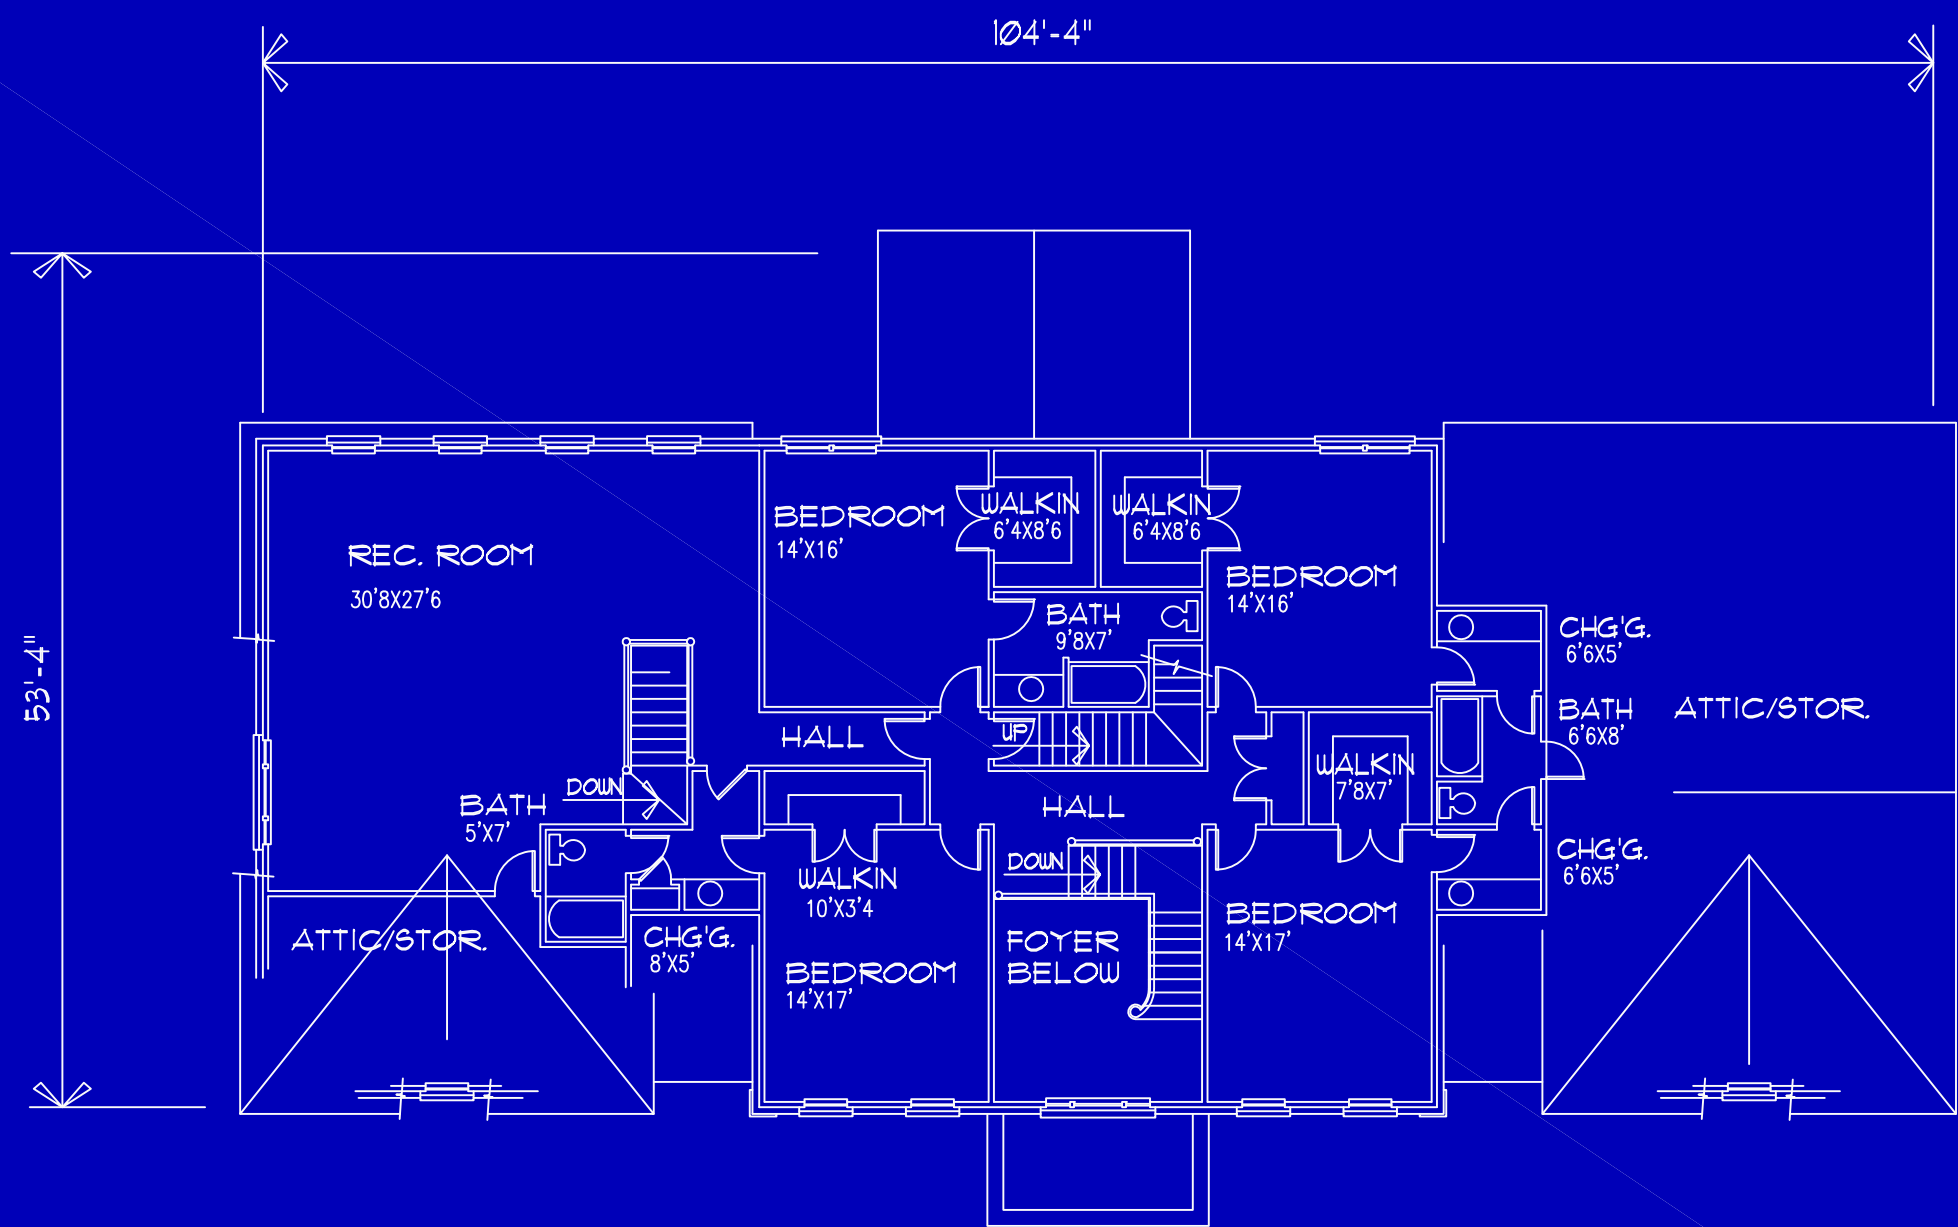 104'-4"
53'-4"
REC. ROOM
30'8X27'6
BEDROOM
14'X16'
WALKIN
6'4X8'6
WALKIN
6'4X8'6
BEDROOM
14'X16'
BATH
9'8X7'
CHG'G.
6'6X5'
BATH
6'6X8'
ATTIC/STOR.
HALL
UP
WALKIN
7'8X7'
DOWN
BATH
5'X7'
HALL
DOWN
CHG'G.
6'6X5'
WALKIN
10'X3'4
ATTIC/STOR.
CHG'G.
8'X5'
BEDROOM
14'X17'
FOYER
BELOW
BEDROOM
14'X17'